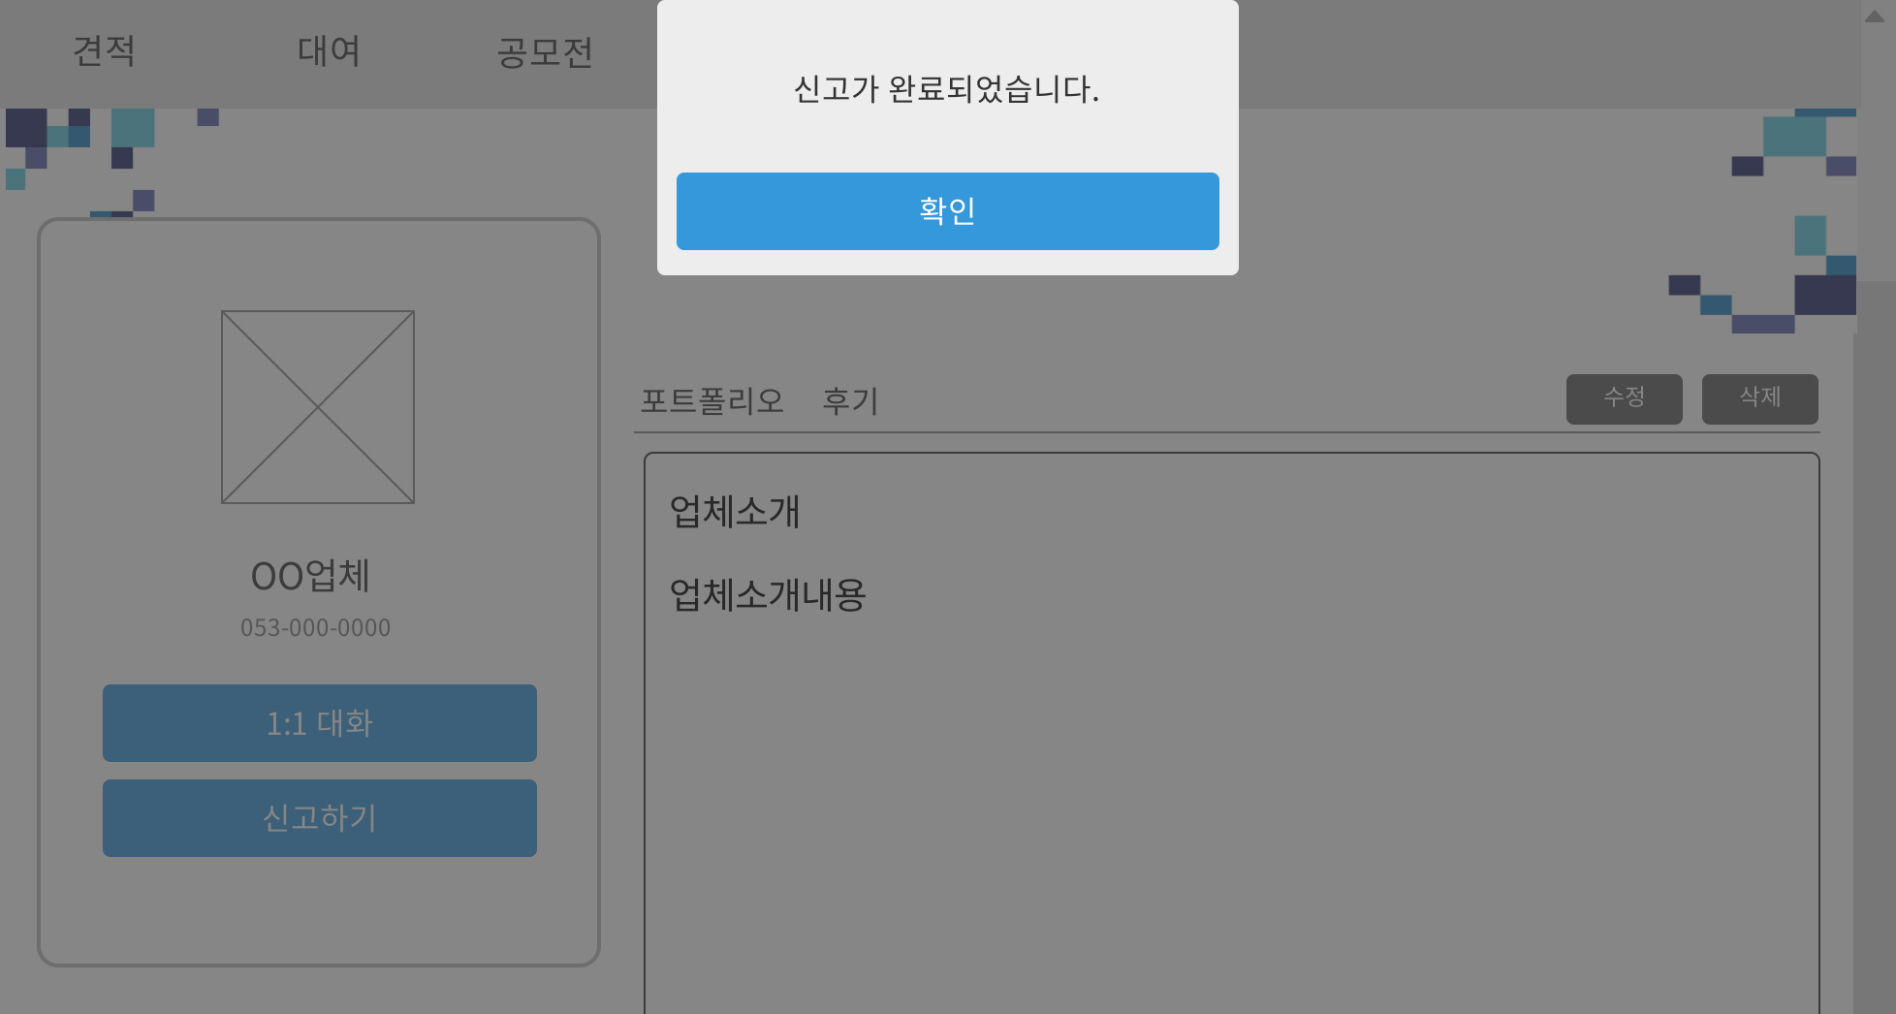 견적 대여 공모전
신고가 완료되었습니다.
확인
OO업체
053-000-0000
1:1 대화
신고하기
포트폴리오 후기
수정 삭제
업체소개
업체소개내용